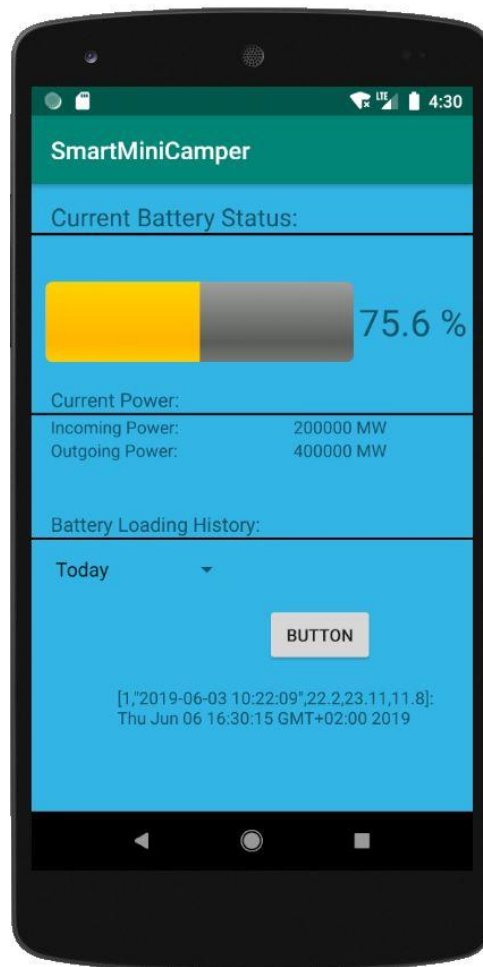 LTE 4:30
SmartMiniCamper
Current Battery Status:
75.6 %
Current Power:
Incoming Power: 200000 MW
Outgoing Power: 400000 MW
Battery Loading History:
Today
BUTTON
[1,"2019-06-03 10:22:09",22.2,23.11,11.8]:
Thu Jun 06 16:30:15 GMT+02:00 2019